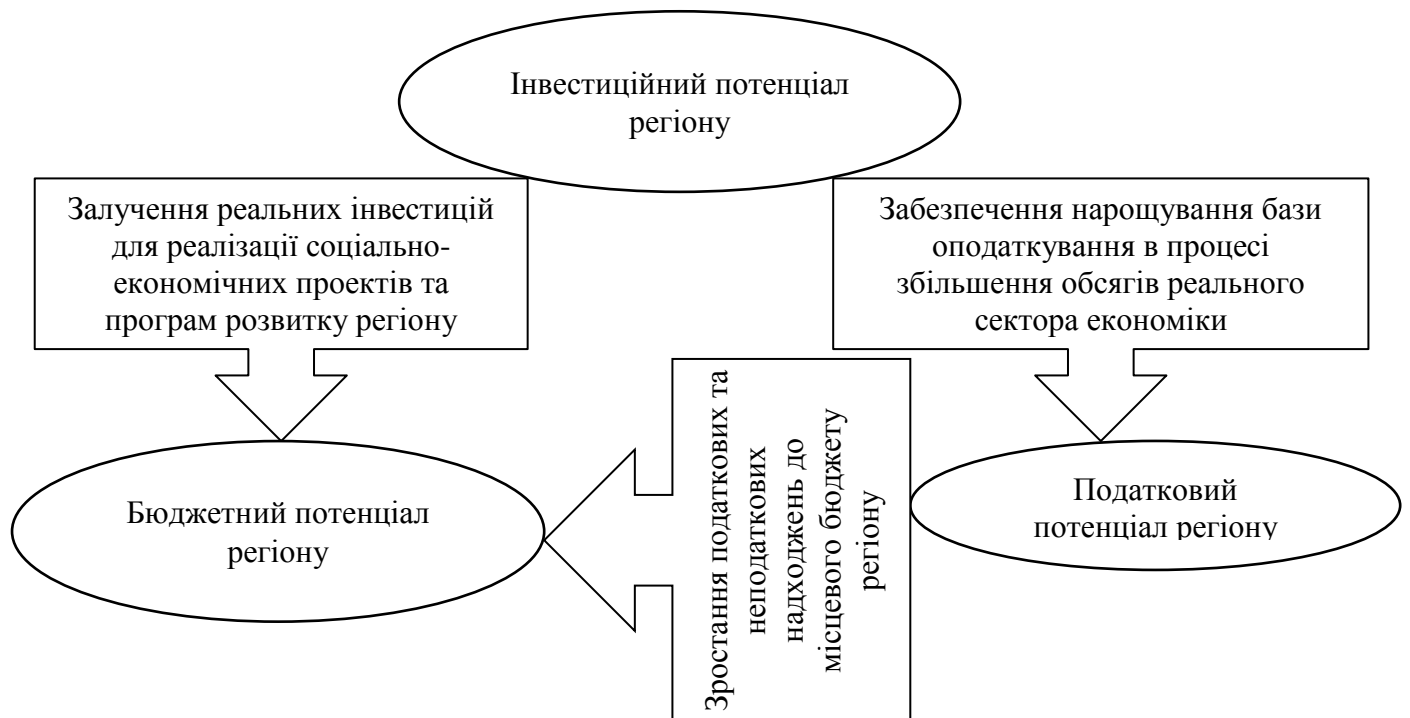 Інвестиційний потенціал
регіону
Залучення реальних інвестицій
для реалізації соціально-
економічних проектів та
програм розвитку регіону
Забезпечення нарощування бази
оподаткування в процесі
збільшення обсягів реального
сектора економіки
Бюджетний потенціал
регіону
Зростання податкових та
неподаткових
надходжень до
місцевого бюджету
регіону
Податковий
потенціал регіону